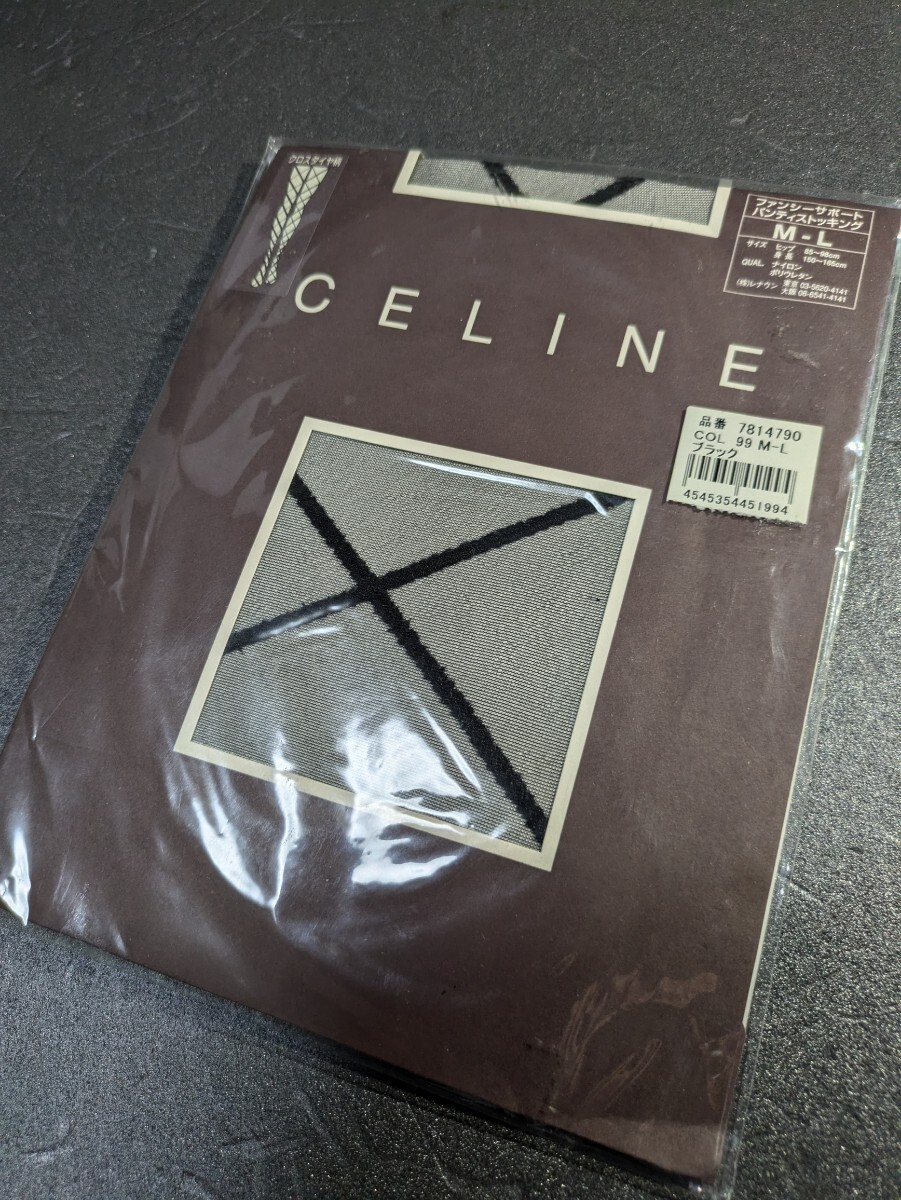 クロスダイヤ柄
ファンシーサポート
パンティストッキング
M - L
サイズ ヒップ 85~98cm
身長 150~165cm
QUAL ナイロン
ポリウレタン
(株)レナウン 東京 03-5620-4141
大阪 06-6541-4141
CELINE
品番 7814790
COL 99 M-L
ブラック
4545354451994